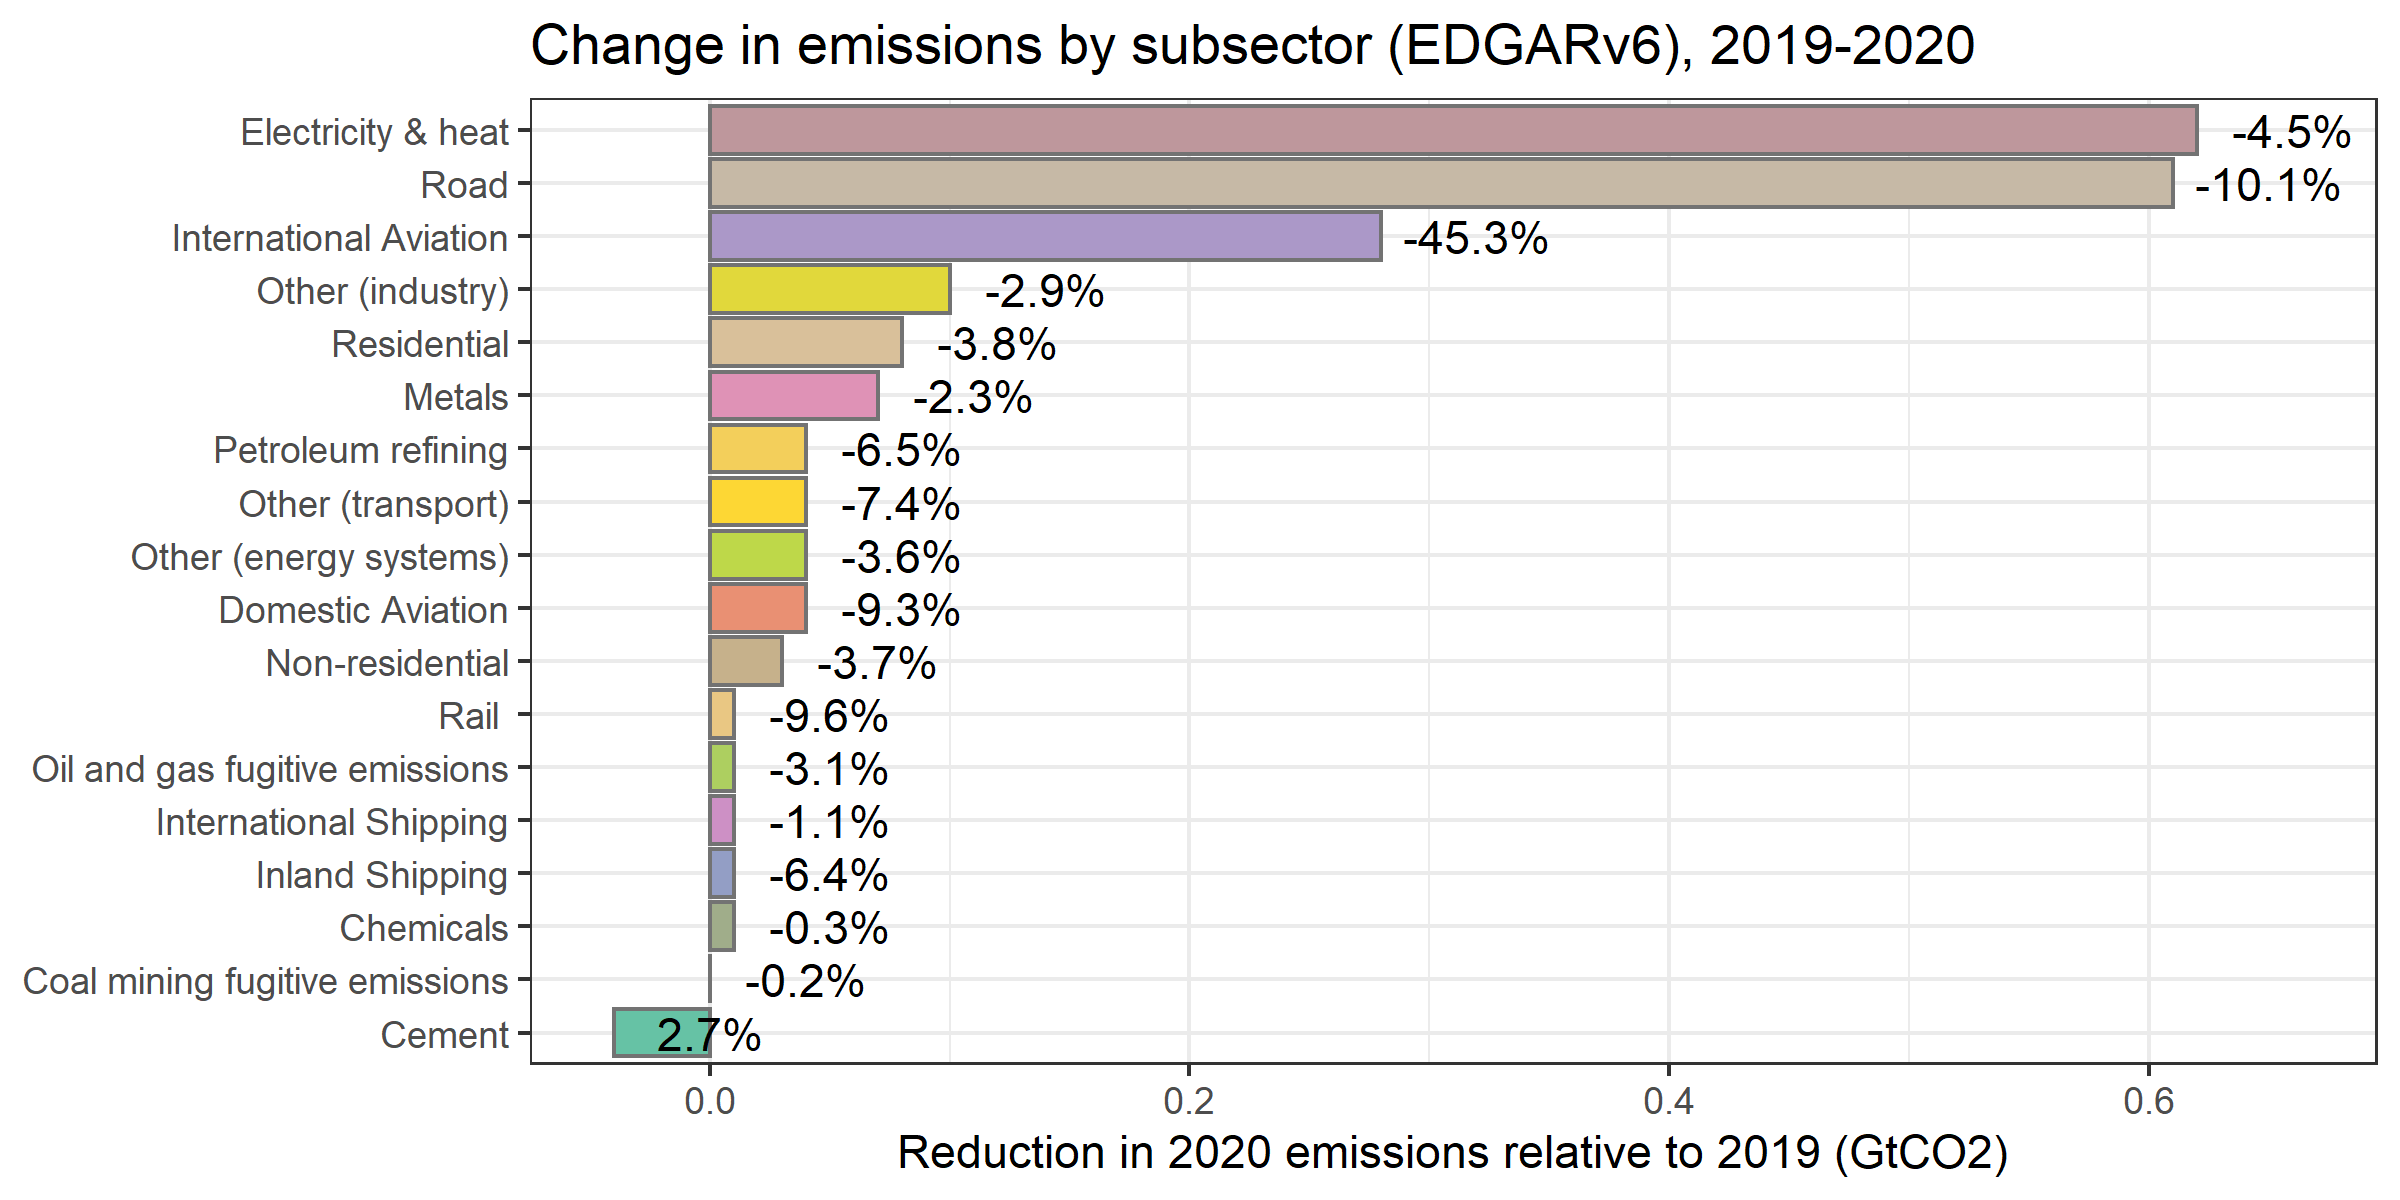 Change in emissions by subsector (EDGARv6), 2019-2020
Electricity & heat -4.5%
Road -10.1%
International Aviation -45.3%
Other (industry) -2.9%
Residential -3.8%
Metals -2.3%
Petroleum refining -6.5%
Other (transport) -7.4%
Other (energy systems) -3.6%
Domestic Aviation -9.3%
Non-residential -3.7%
Rail -9.6%
Oil and gas fugitive emissions -3.1%
International Shipping -1.1%
Inland Shipping -6.4%
Chemicals -0.3%
Coal mining fugitive emissions -0.2%
Cement 2.7%
0.0 0.2 0.4 0.6
Reduction in 2020 emissions relative to 2019 (GtCO2)